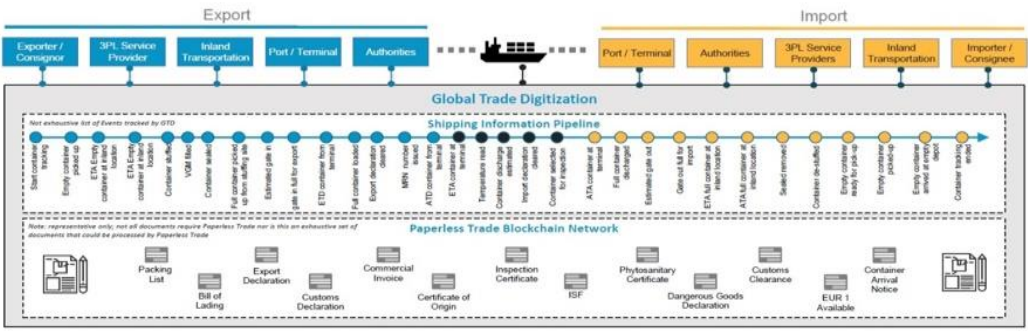 Export
Import
Exporter /
Consignor
3PL Service
Provider
Inland
Transportation
Port / Terminal
Authorities
Port / Terminal
Authorities
3PL Service
Providers
Inland
Transportation
Importer /
Consignee
Global Trade Digitization
Not exhaustive list of Events tracked by GTD
Shipping Information Pipeline
Start container
tracking
Empty container
picked up
ETA Empty
container at inland
location
ETA Empty
container at inland
location
Container stuffed
VGM filled
Container sealed
Full container picked
up from stuffing site
Estimated gate in
gate in full for export
ETD container from
terminal
Full container loaded
Export declaration
cleared
MRN number
issued
ATD container from
terminal
ETA container at
terminal
Temperature read
Container discharge
estimated
Import declaration
cleared
Container selected
for inspection
ATA container at
terminal
Full container
discharged
Estimated gate out
Gate out full for
import
ETA full container at
inland location
ATA full container at
inland location
Sealed removed
Container de-stuffed
Empty container
ready for pick-up
Empty container
picked-up
Empty container
arrived at empty
depot
Container tracking
ended
Note: representative only; not all documents require Paperless Trade nor is this an exhaustive set of
documents that could be processed by Paperless Trade
Paperless Trade Blockchain Network
Packing
List
Bill of
Lading
Export
Declaration
Customs
Declaration
Commercial
Invoice
Certificate of
Origin
Inspection
Certificate
ISF
Phytosanitary
Certificate
Dangerous Goods
Declaration
Customs
Clearance
EUR 1
Available
Container
Arrival
Notice